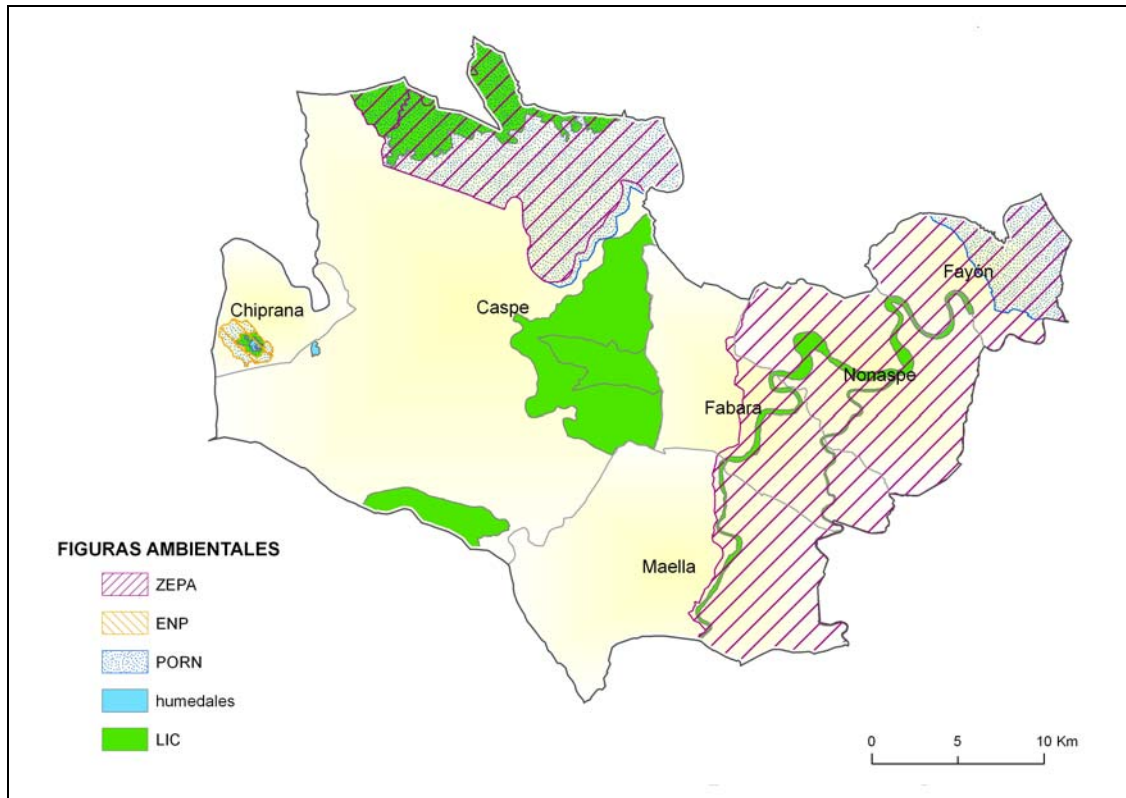 Fayón
Chiprana
Caspe
Nonaspe
Fabara
Maella
FIGURAS AMBIENTALES
ZEPA
ENP
PORN
humedales
LIC
0 5 10 Km